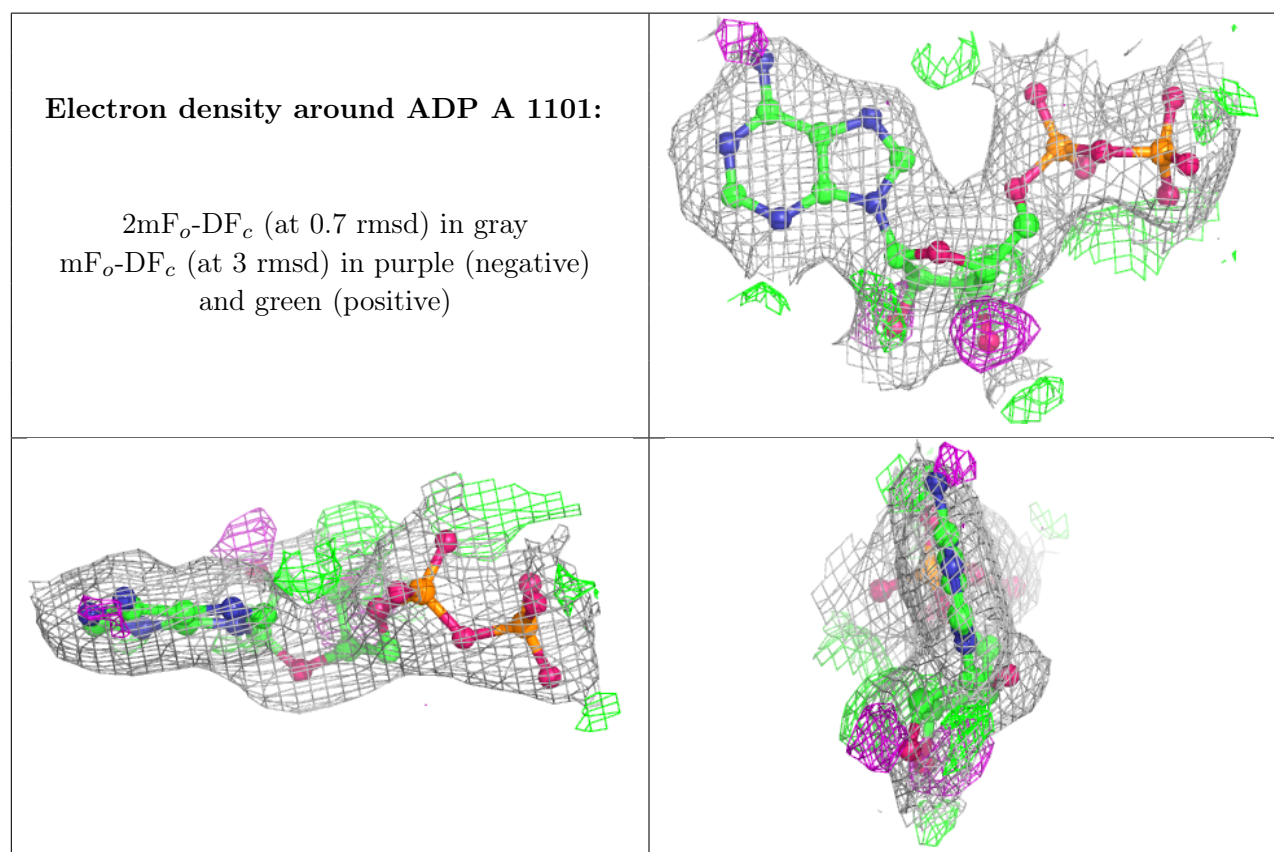 Electron density around ADP A 1101:
2mFo-DFc (at 0.7 rmsd) in gray
mFo-DFc (at 3 rmsd) in purple (negative)
and green (positive)